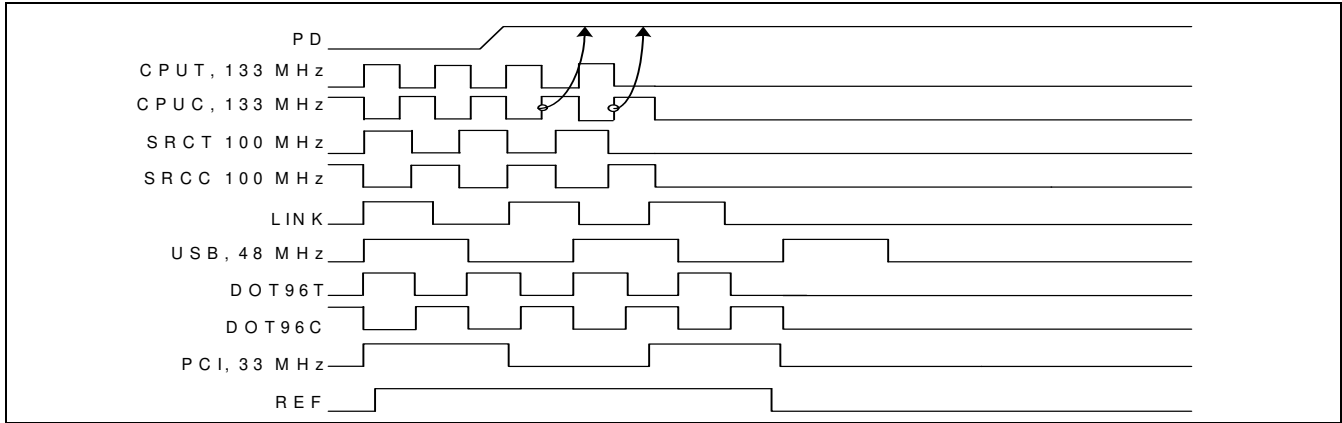 PD
CPUT, 133 MHz
CPUC, 133 MHz
SRCT 100 MHz
SRCC 100 MHz
LINK
USB, 48 MHz
DOT96T
DOT96C
PCI, 33 MHz
REF